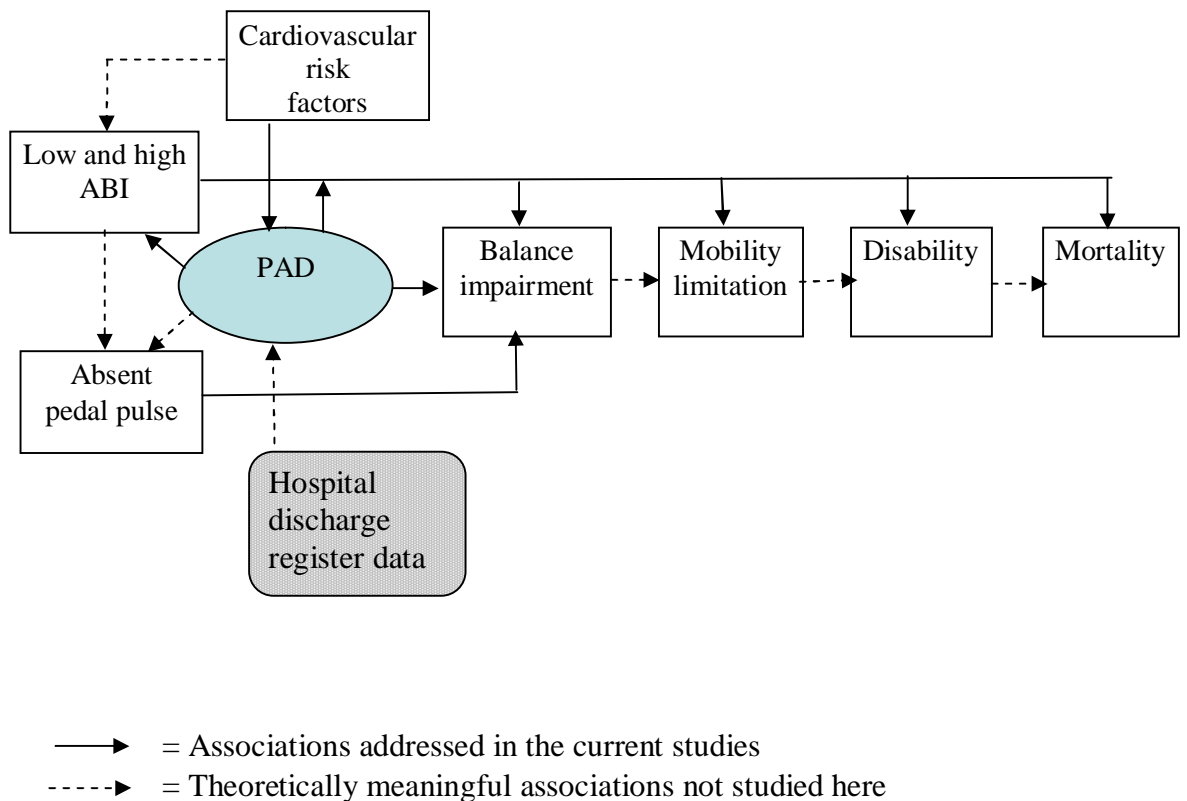 Cardiovascular
risk
factors
Low and high
ABI
PAD
Balance
impairment
Mobility
limitation
Disability
Mortality
Absent
pedal pulse
Hospital
discharge
register data
= Associations addressed in the current studies
= Theoretically meaningful associations not studied here